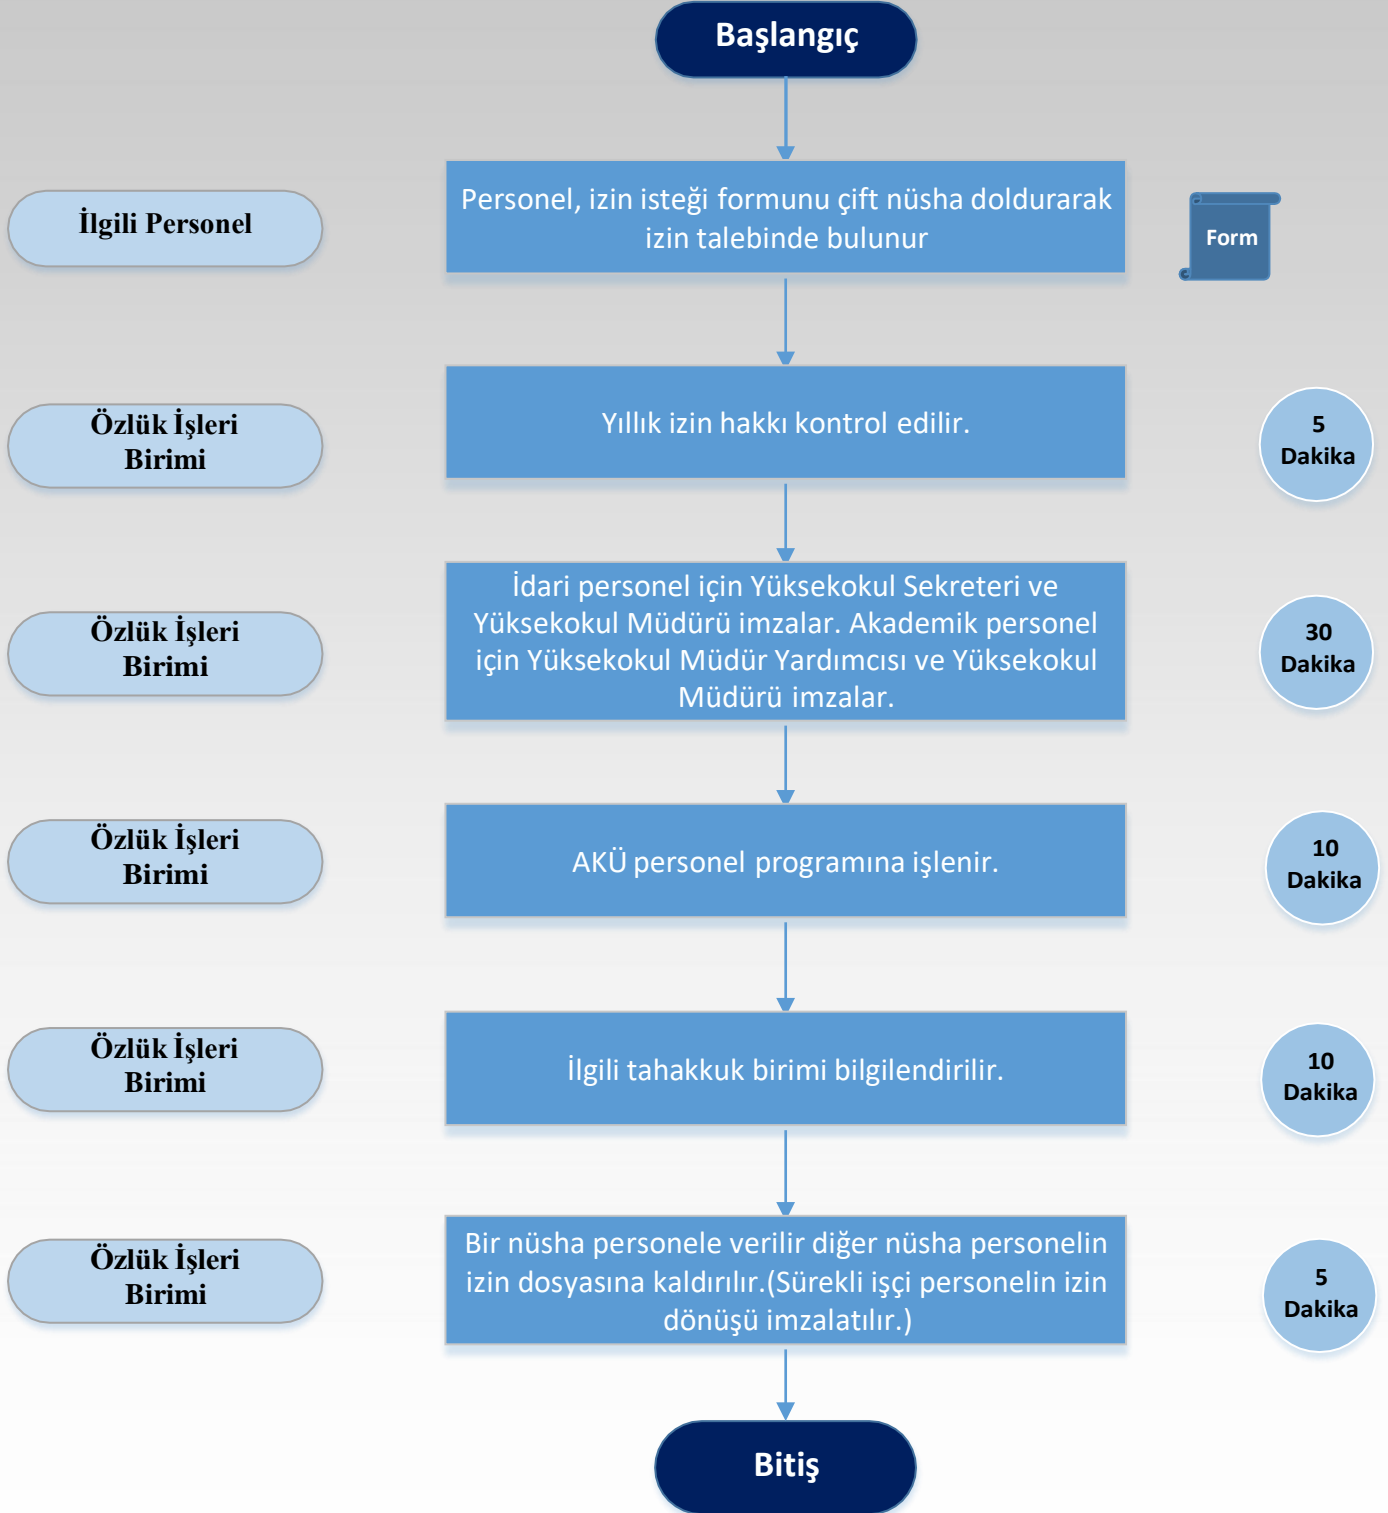 Başlangıç
İlgili Personel
Personel, izin isteği formunu çift nüsha doldurarak
izin talebinde bulunur
Form
Özlük İşleri
Birimi
Yıllık izin hakkı kontrol edilir.
5
Dakika
Özlük İşleri
Birimi
İdari personel için Yüksekokul Sekreteri ve
Yüksekokul Müdürü imzalar. Akademik personel
için Yüksekokul Müdür Yardımcısı ve Yüksekokul
Müdürü imzalar.
30
Dakika
Özlük İşleri
Birimi
AKÜ personel programına işlenir.
10
Dakika
Özlük İşleri
Birimi
İlgili tahakkuk birimi bilgilendirilir.
10
Dakika
Özlük İşleri
Birimi
Bir nüsha personele verilir diğer nüsha personelin
izin dosyasına kaldırılır.(Sürekli işçi personelin izin
dönüşü imzalatılır.)
5
Dakika
Bitiş